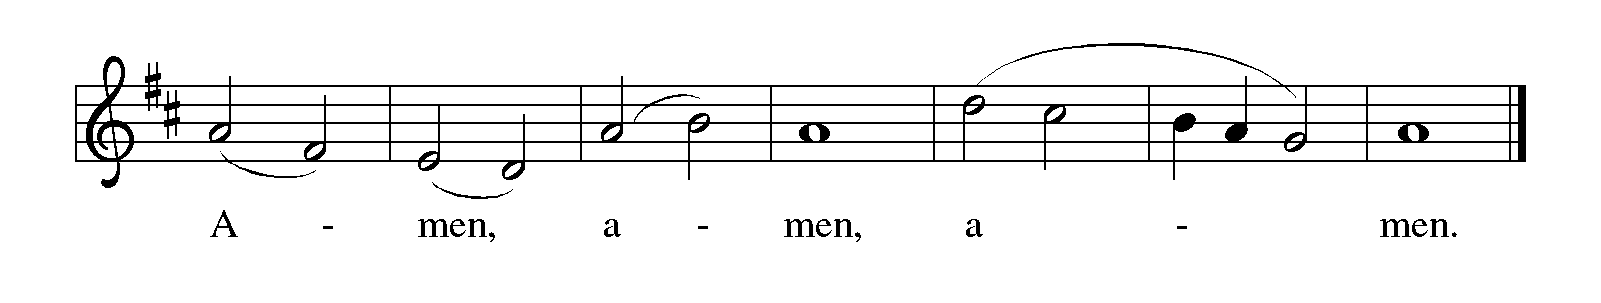 A - men, a - men, a - men.